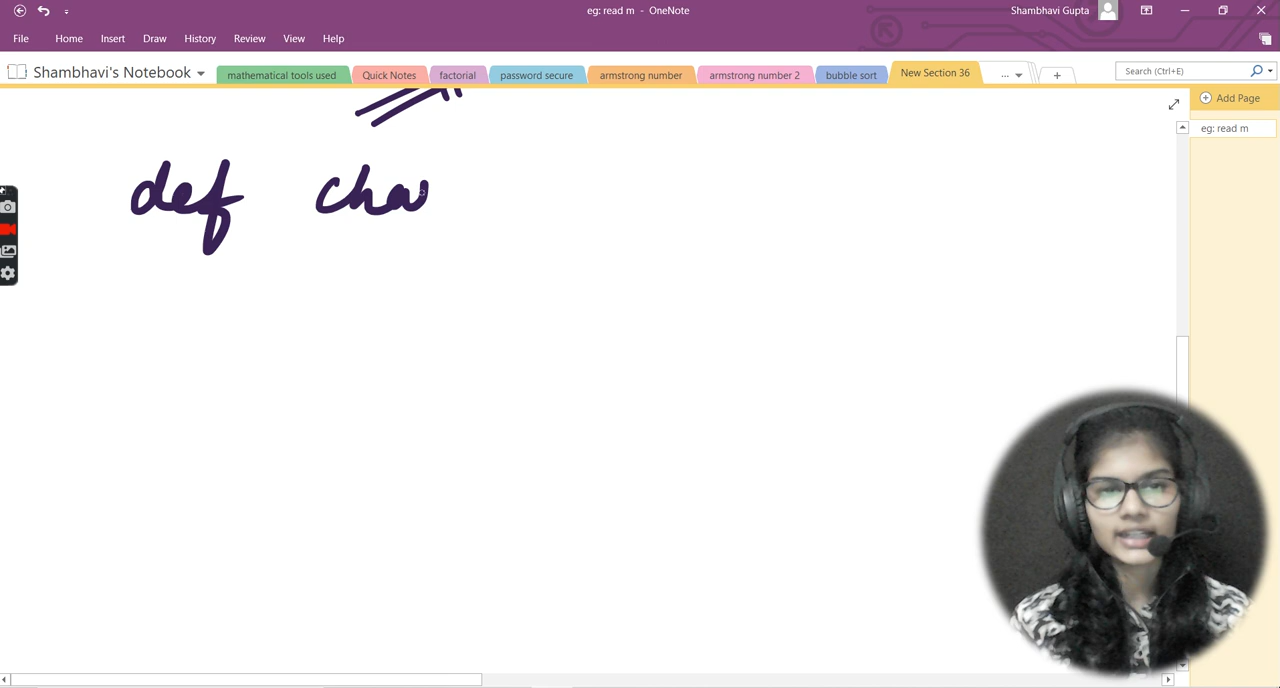 eg: read m - OneNote
Shambhavi Gupta
File Home Insert Draw History Review View Help
Shambhavi's Notebook
mathematical tools used
Quick Notes
factorial
password secure
armstrong number
armstrong number 2
bubble sort
New Section 36
...
Search (Ctrl+E)
Add Page
eg: read m
def cha